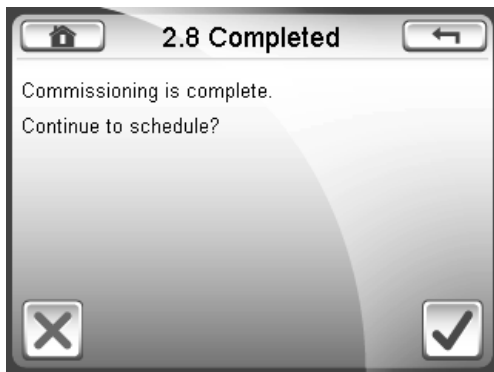 2.8 Completed
Commissioning is complete.
Continue to schedule?